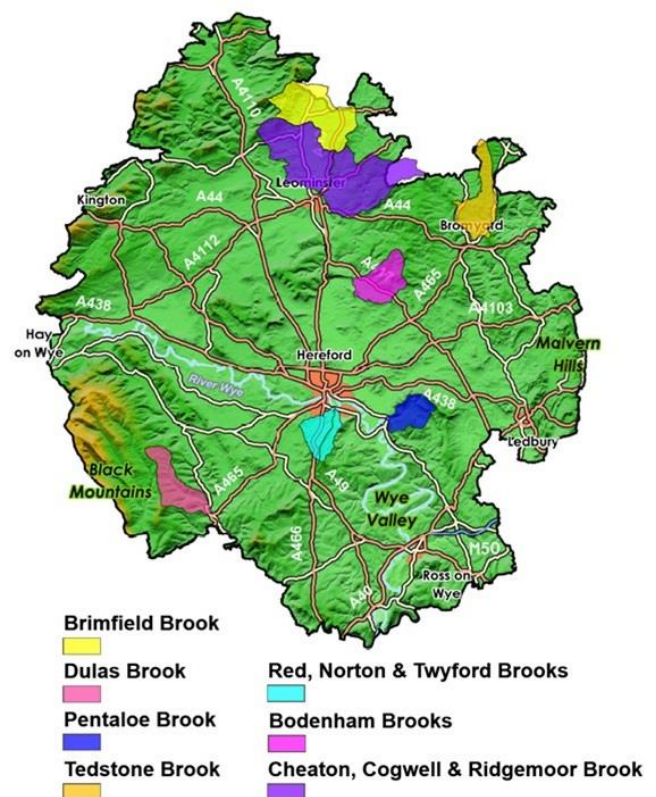 A4110
Leominster
A44
Kington
A44
Bromyard
A4112
A465
A4103
A438
Hay
on Wye
Hereford
Malvern
Hills
River Wye
A438
Ledbury
Black
Mountains
A465
A49
Wye
Valley
A466
M50
Ross on
Wye
A40
Brimfield Brook
Dulas Brook
Red, Norton & Twyford Brooks
Pentaloe Brook
Bodenham Brooks
Tedstone Brook
Cheaton, Cogwell & Ridgemoor Brook